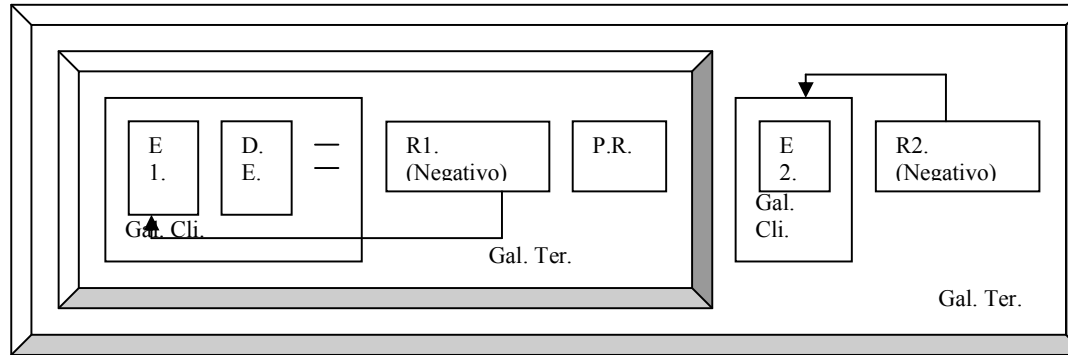 E
1.
D.
E.
R1.
(Negativo)
P.R.
Gal. Cli.
Gal. Ter.
E
2.
Gal.
Cli.
R2.
(Negativo)
Gal. Ter.